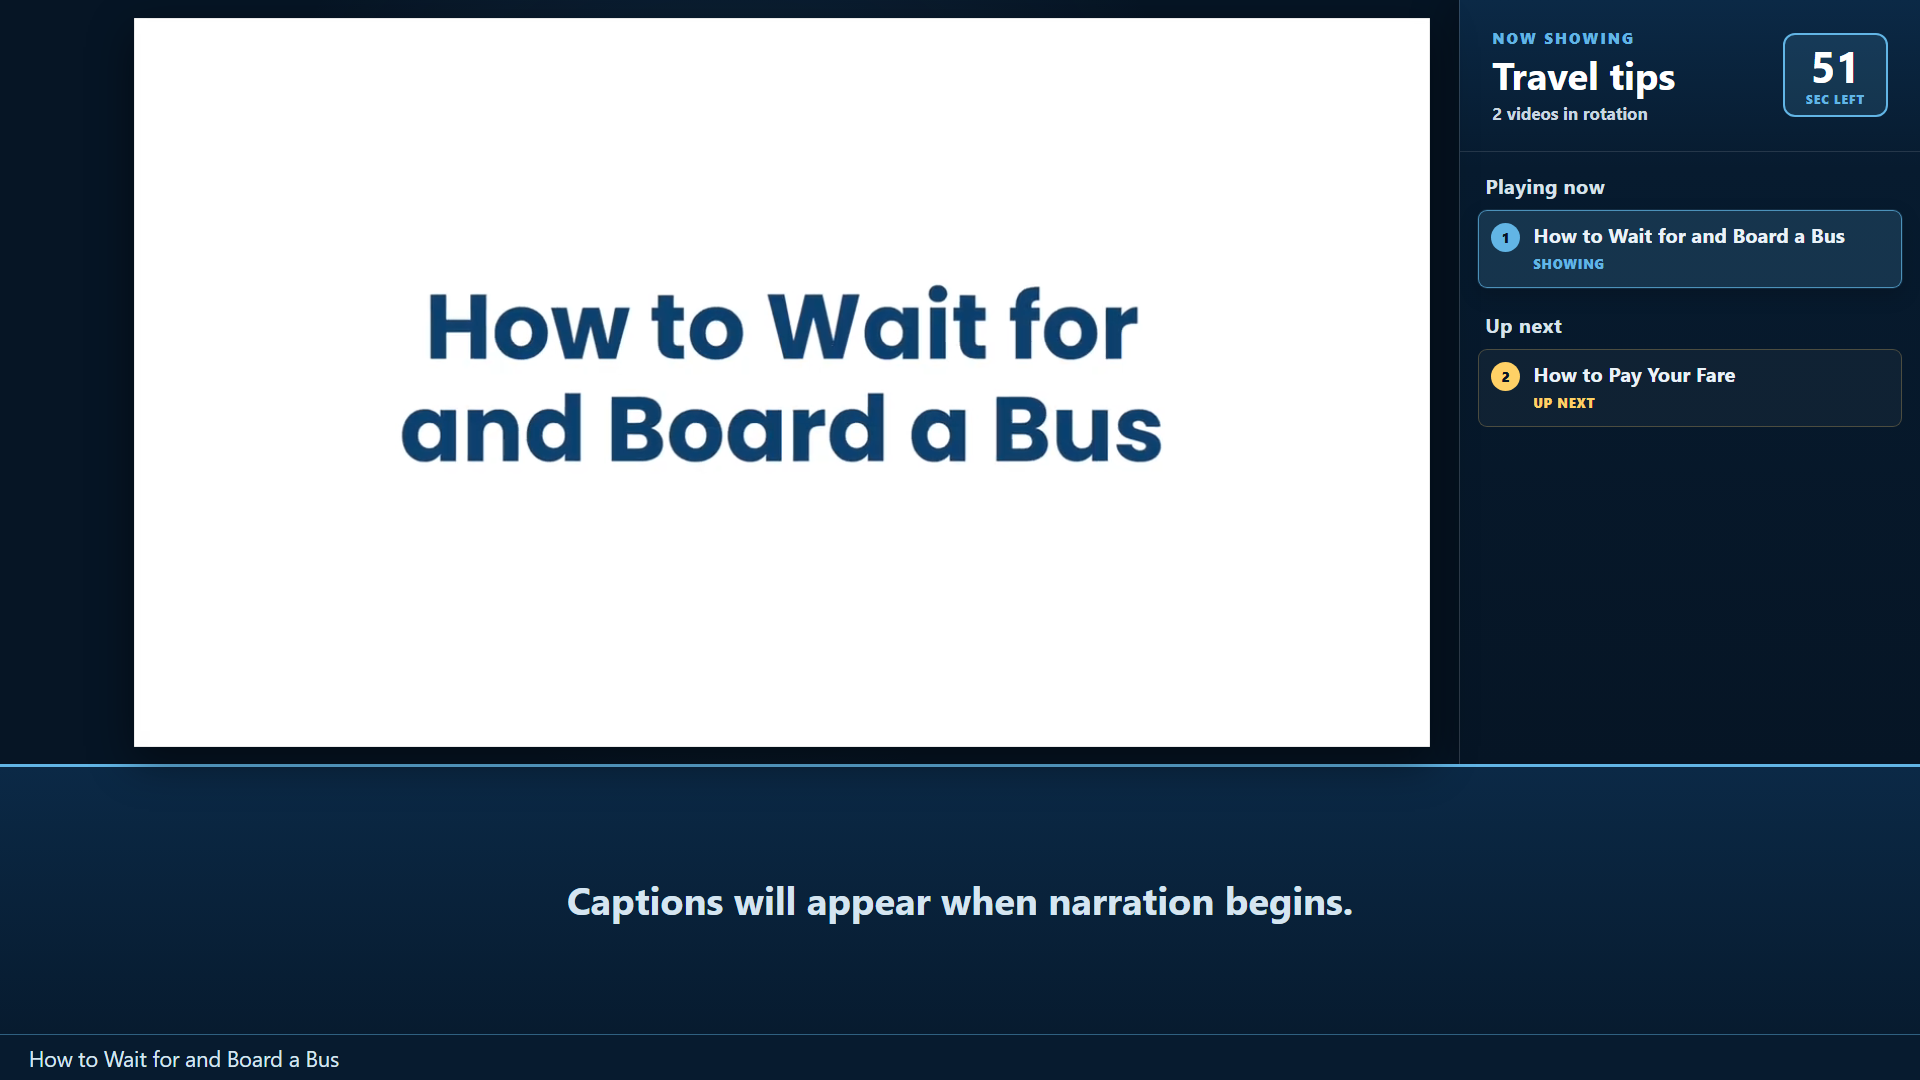 How to Wait for
and Board a Bus
NOW SHOWING
Travel tips
2 videos in rotation
51
SEC LEFT
Playing now
1
How to Wait for and Board a Bus
SHOWING
Up next
2
How to Pay Your Fare
UP NEXT
Captions will appear when narration begins.
How to Wait for and Board a Bus